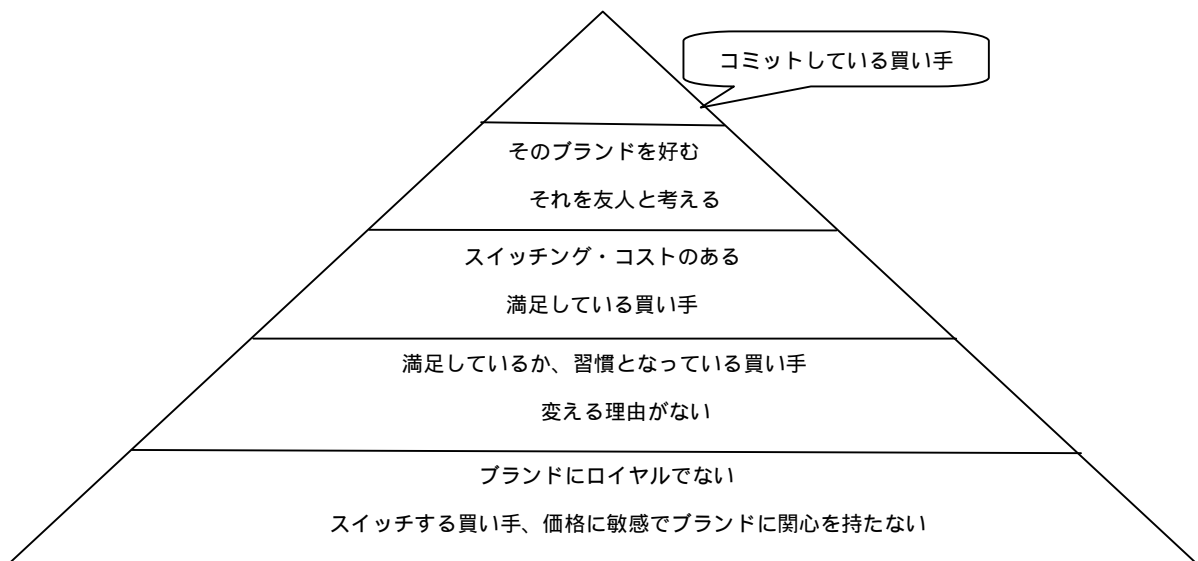 コミットしている買い手
そのブランドを好む
それを友人と考える
スイッチング・コストのある
満足している買い手
満足しているか、習慣となっている買い手
変える理由がない
ブランドにロイヤルでない
スイッチする買い手、価格に敏感でブランドに関心を持たない